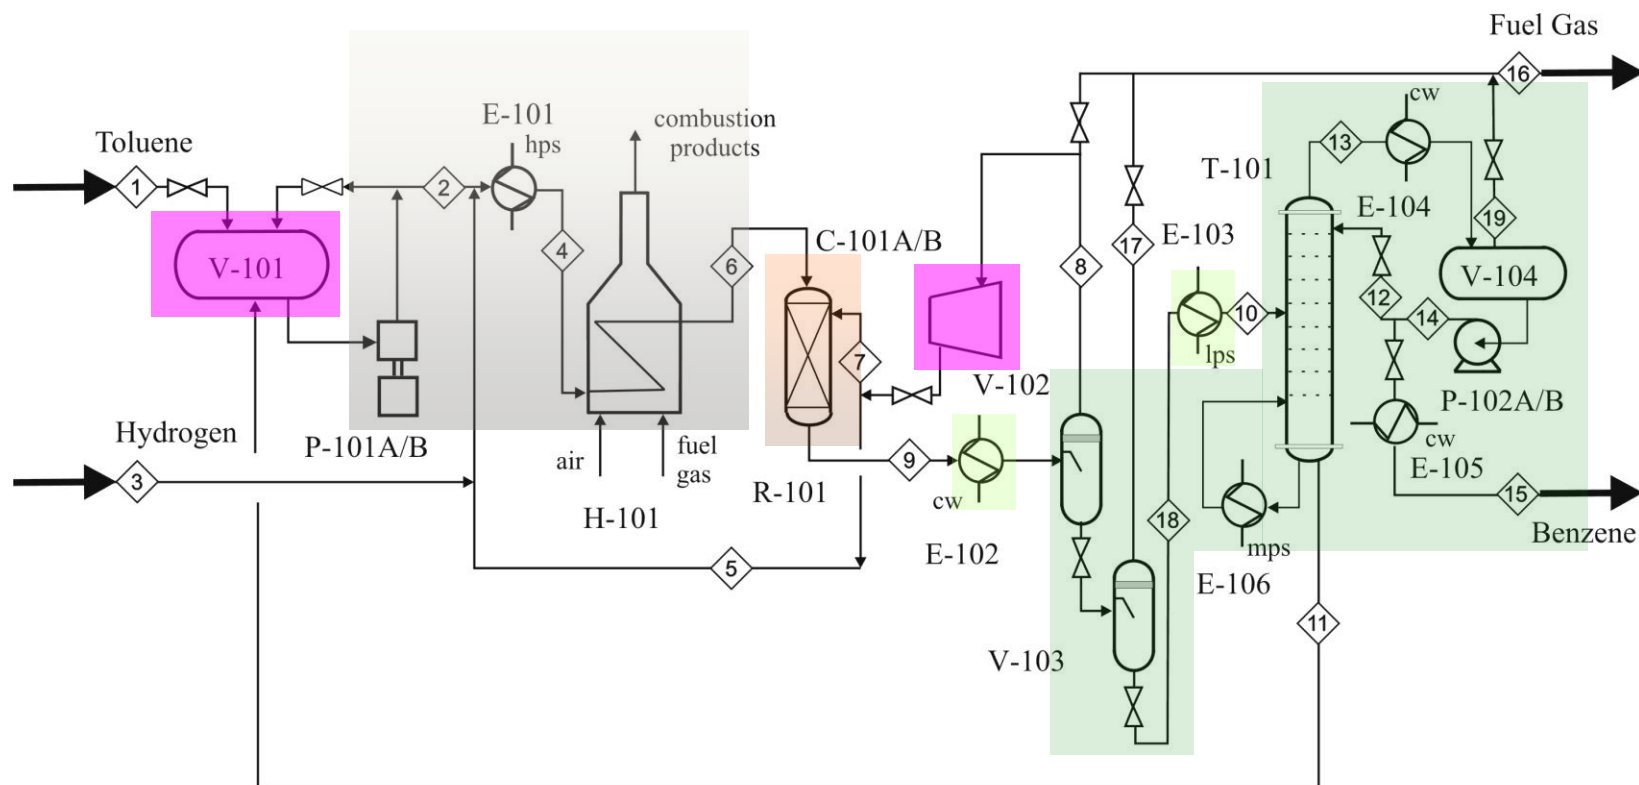 Fuel Gas
16
cw
E-101
hps
combustion
products
13
Toluene
T-101
1
2
E-104
19
C-101A/B
E-103
17
4
6
8
V-101
V-104
12
10
14
lps
7
V-102
P-102A/B
Hydrogen
P-101A/B
air
fuel
gas
cw
E-105
3
9
R-101
cw
15
H-101
18
Benzene
mps
E-102
E-106
5
11
V-103